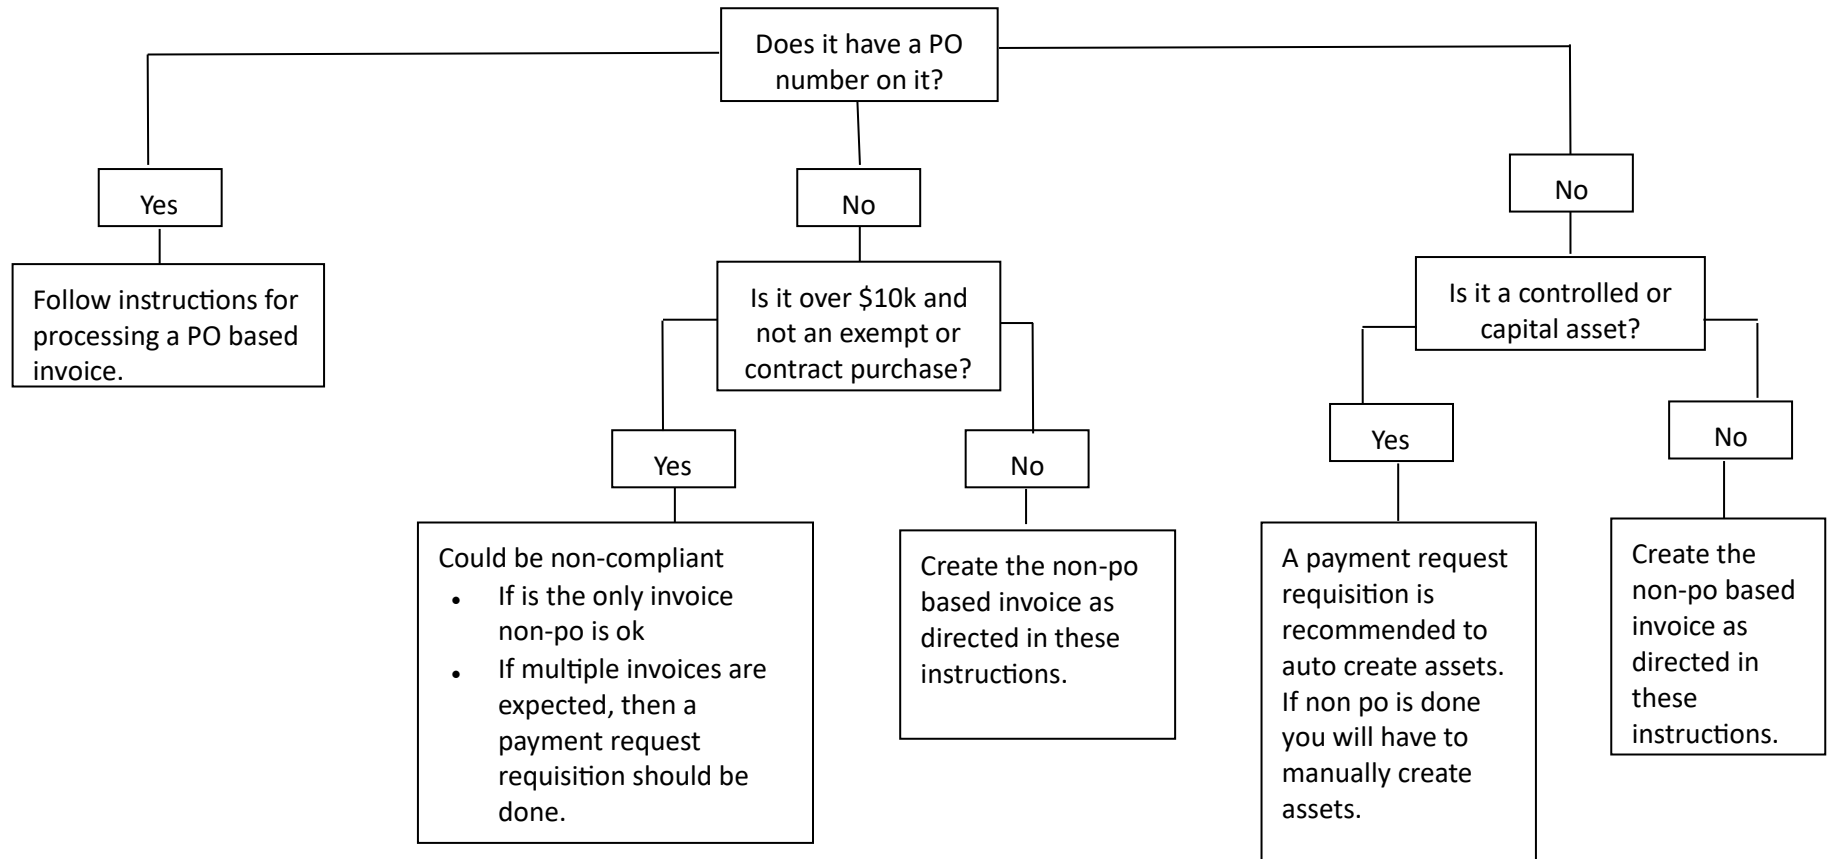 Does it have a PO
number on it?
Yes
No
No
Follow instructions for
processing a PO based
invoice.
Is it over $10k and
not an exempt or
contract purchase?
Is it a controlled or
capital asset?
Yes
No
Yes
No
Could be non-compliant
• If is the only invoice
non-po is ok
• If multiple invoices are
expected, then a
payment request
requisition should be
done.
Create the non-po
based invoice as
directed in these
instructions.
A payment request
requisition is
recommended to
auto create assets.
If non po is done
you will have to
manually create
assets.
Create the
non-po based
invoice as
directed in
these
instructions.